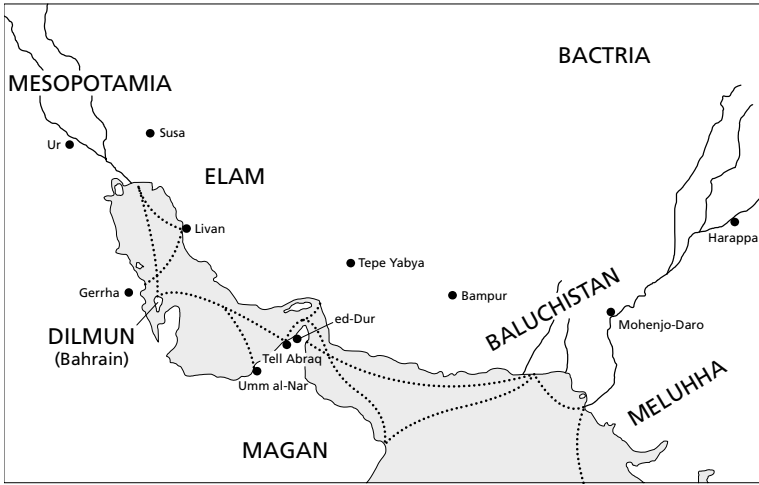 BACTRIA
MESOPOTAMIA
Susa
Ur
ELAM
Livan
Harappa
Tepe Yabya
Gerrha
Bampur
BALUCHISTAN
ed-Dur
Mohenjo-Daro
DILMUN
(Bahrain)
Tell Abraq
Umm al-Nar
MELUHHA
MAGAN